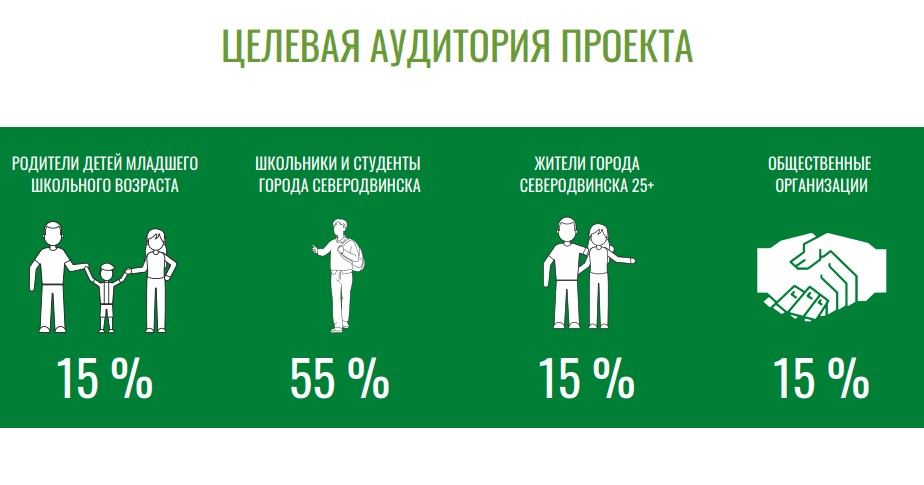 ЦЕЛЕВАЯ АУДИТОРИЯ ПРОЕКТА
РОДИТЕЛИ ДЕТЕЙ МЛАДШЕГО
ШКОЛЬНОГО ВОЗРАСТА
15 %
ШКОЛЬНИКИ И СТУДЕНТЫ
ГОРОДА СЕВЕРОДВИНСКА
55 %
ЖИТЕЛИ ГОРОДА
СЕВЕРОДВИНСКА 25+
15 %
ОБЩЕСТВЕННЫЕ
ОРГАНИЗАЦИИ
15 %